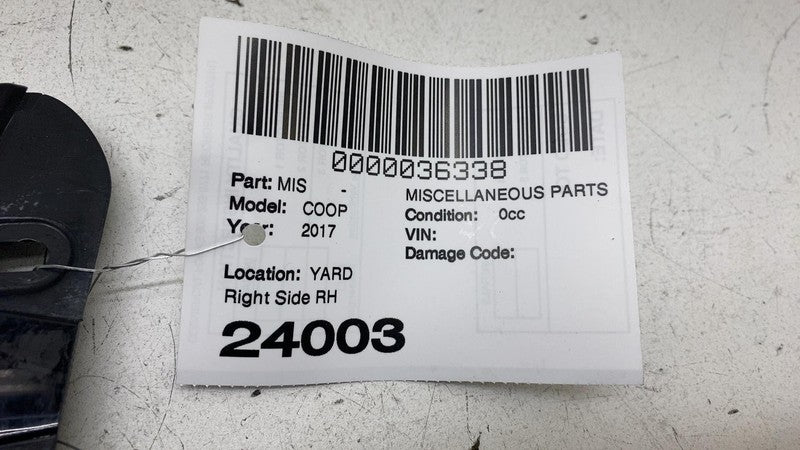 0000036338
Part: MIS - MISCELLANEOUS PARTS
Model: COOP Condition: 0cc
Year: 2017 VIN:
Damage Code:
Location: YARD
Right Side RH
24003